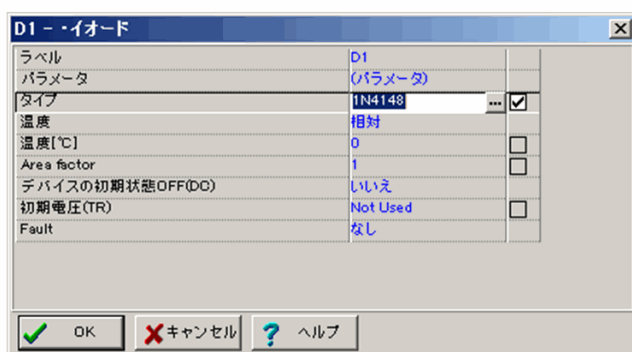 D1 - ・イオード
ラベル D1
パラメータ (パラメータ)
タイプ 1N4148 ...
温度 相対
温度[℃] 0
Area factor 1
デバイスの初期状態OFF(DC) いいえ
初期電圧(TR) Not Used
Fault なし
OK キャンセル ? ヘルプ